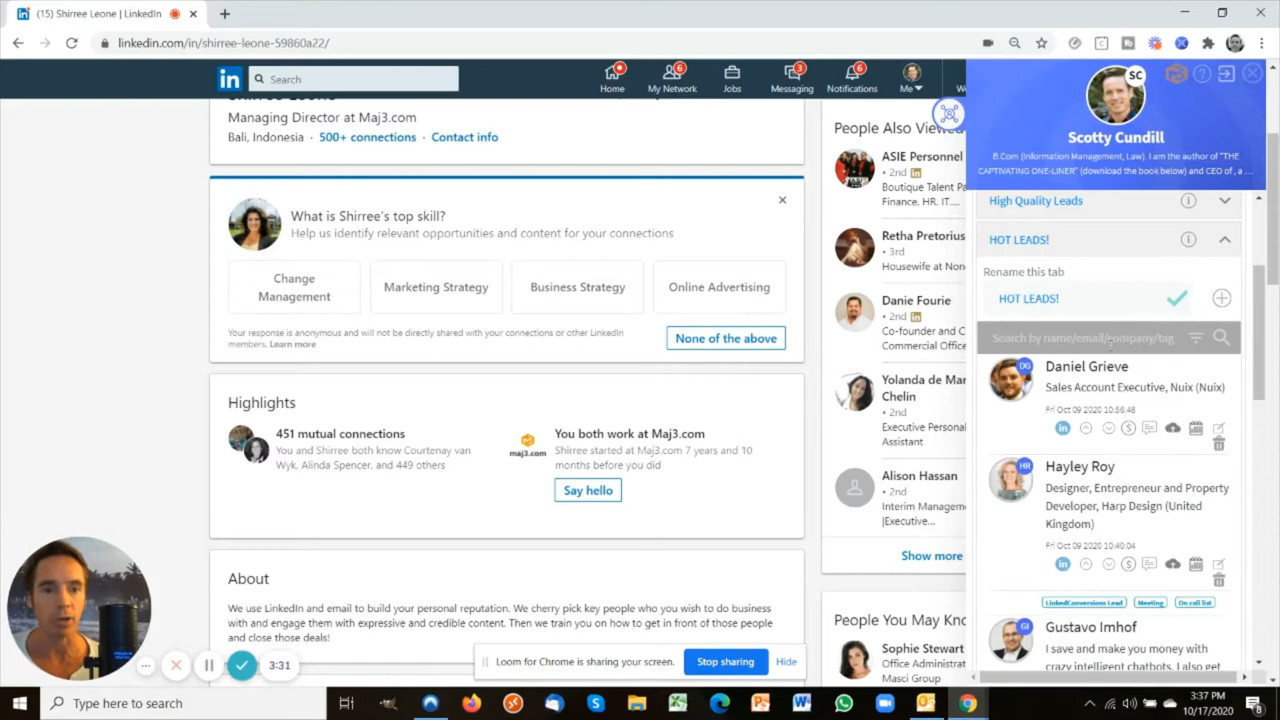 (15) Shirree Leone | LinkedIn
linkedin.com/in/shirree-leone-59860a22/
in
Search
Home
6
My Network
Jobs
3
Messaging
6
Notifications
Me
Managing Director at Maj3.com
Bali, Indonesia · 500+ connections · Contact info
What is Shirree's top skill?
Help us identify relevant opportunities and content for your connections
Change Management
Marketing Strategy
Business Strategy
Online Advertising
Your response is anonymous and will not be directly shared with your connections or other LinkedIn
members. Learn more
None of the above
Highlights
451 mutual connections
You and Shirree both know Courtenay van
Wyk, Alinda Spencer, and 449 others
maj3.com
You both work at Maj3.com
Shirree started at Maj3.com 7 years and 10
months before you did
Say hello
About
We use LinkedIn and email to build your personal reputation. We cherry pick key people who you wish to do business
with and engage them with expressive and credible content. Then we train you on how to get in front of those people
and close those deals!
People Also Viewed
ASIE Personnel
• 2nd in
Boutique Talent Pa
Finance. HR. IT....
Retha Pretorius
• 3rd
Housewife at Non
Danie Fourie
• 2nd in
Co-founder and C
Commercial Office
Yolanda de Mar
Chelin
• 2nd
Executive Personal
Assistant
Alison Hassan
• 2nd
Interim Manageme
|Executive...
Show more
People You May Kno
Sophie Stewart
Office Administrat
Masci Group
SC
Scotty Cundill
B.Com (Information Management, Law). I am the author of "THE
CAPTIVATING ONE-LINER" (download the book below) and CEO of , a ...
High Quality Leads
HOT LEADS!
Rename this tab
HOT LEADS!
Search by name/email/company/tag
DG
Daniel Grieve
Sales Account Executive, Nuix (Nuix)
Fri Oct 09 2020 10:56:48
HR
Hayley Roy
Designer, Entrepreneur and Property
Developer, Harp Design (United
Kingdom)
Fri Oct 09 2020 10:40:04
LinkedConversions Lead
Meeting
On call list
GI
Gustavo Imhof
I save and make you money with
crazy intelligent chatbots. I also get
3:31
Loom for Chrome is sharing your screen.
Stop sharing
Hide
Type here to search
3:37 PM
10/17/2020
8